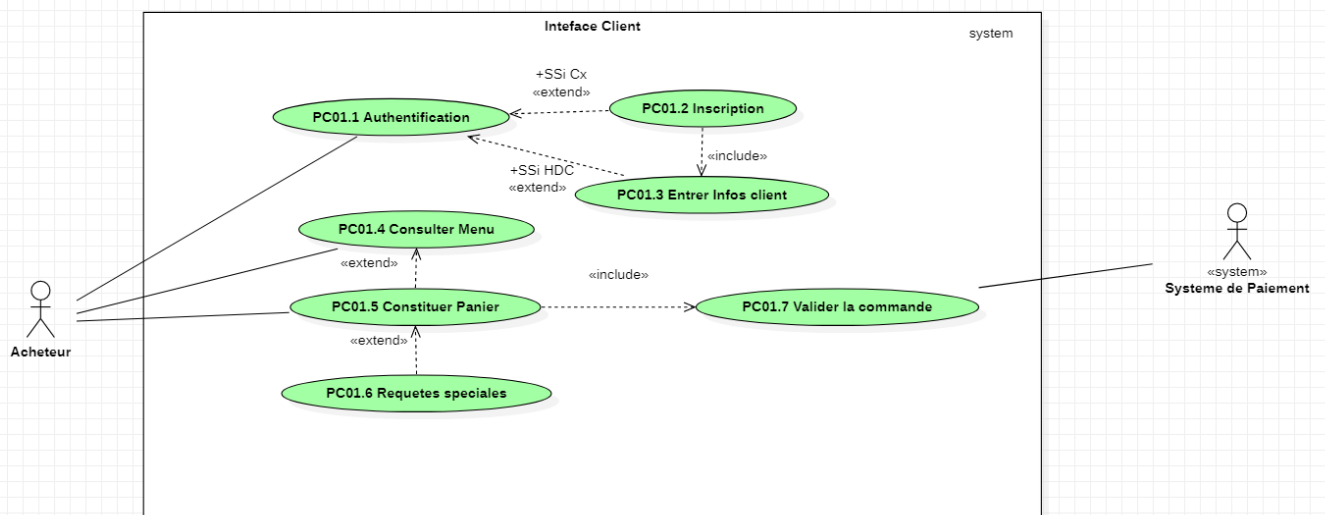 Inteface Client
system
+SSi Cx
«extend»
PC01.1 Authentification
PC01.2 Inscription
«include»
+SSi HDC
«extend»
PC01.3 Entrer Infos client
PC01.4 Consulter Menu
«extend»
«include»
PC01.5 Constituer Panier
PC01.7 Valider la commande
«extend»
PC01.6 Requetes speciales
Acheteur
«system»
Systeme de Paiement